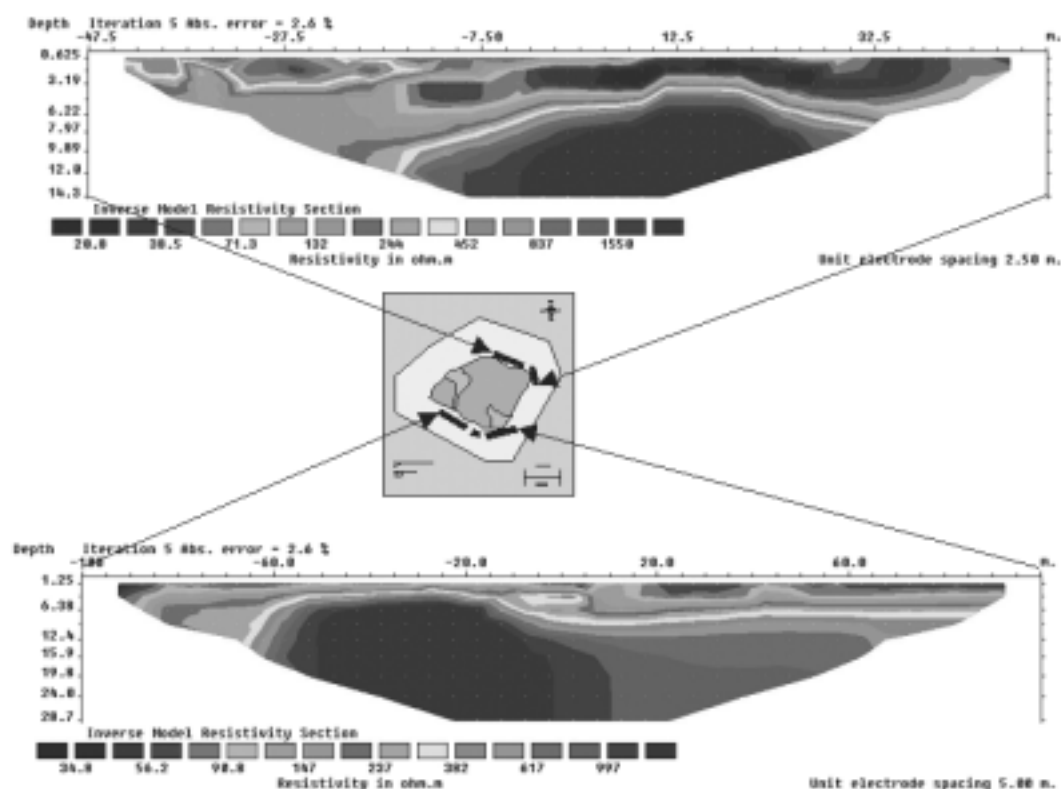 Depth Iteration 5 Abs. error = 2.6 %
-47.5 -27.5 -7.50 12.5 32.5 m.
0.625
3.19
6.22
7.97
9.89
12.0
14.3
Inverse Model Resistivity Section
20.0 38.5 71.3 132 244 452 837 1550
Resistivity in ohm.m
Unit electrode spacing 2.50 m.
Depth Iteration 5 Abs. error = 2.6 %
-100 -60.0 -20.0 20.0 60.0 m.
1.25
6.38
12.4
15.9
19.8
24.0
28.7
Inverse Model Resistivity Section
34.8 56.2 90.8 147 237 382 617 997
Resistivity in ohm.m
Unit electrode spacing 5.00 m.